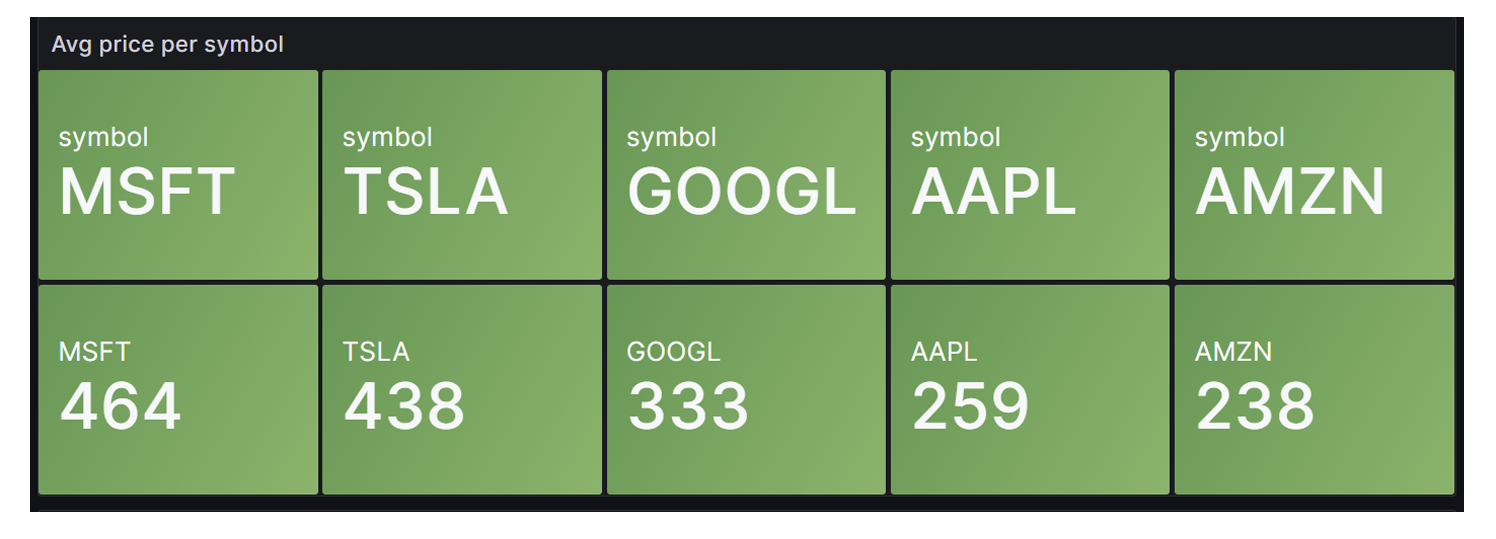 Avg price per symbol
symbol symbol symbol symbol symbol
MSFT TSLA GOOGL AAPL AMZN
MSFT TSLA GOOGL AAPL AMZN
464 438 333 259 238